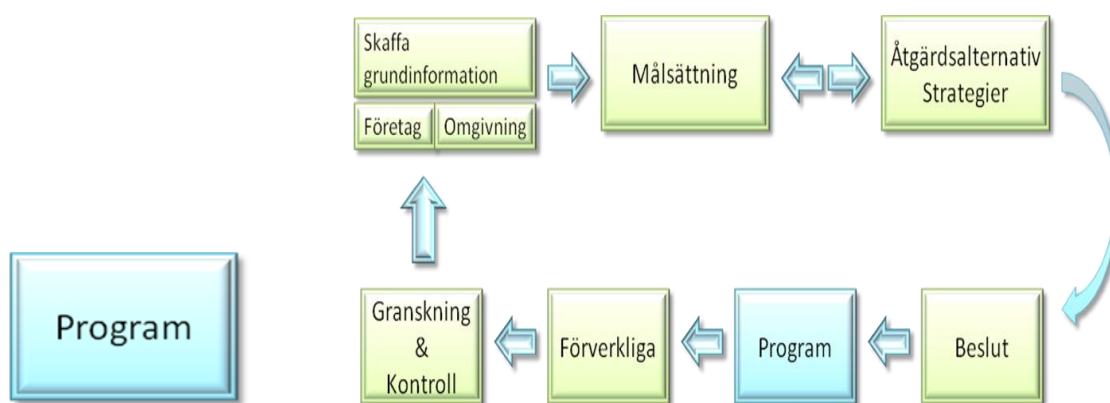 Skaffa
grundinformation
Företag
Omgivning
Målsättning
Åtgärdsalternativ
Strategier
Program
Granskning
&
Kontroll
Förverkliga
Program
Beslut